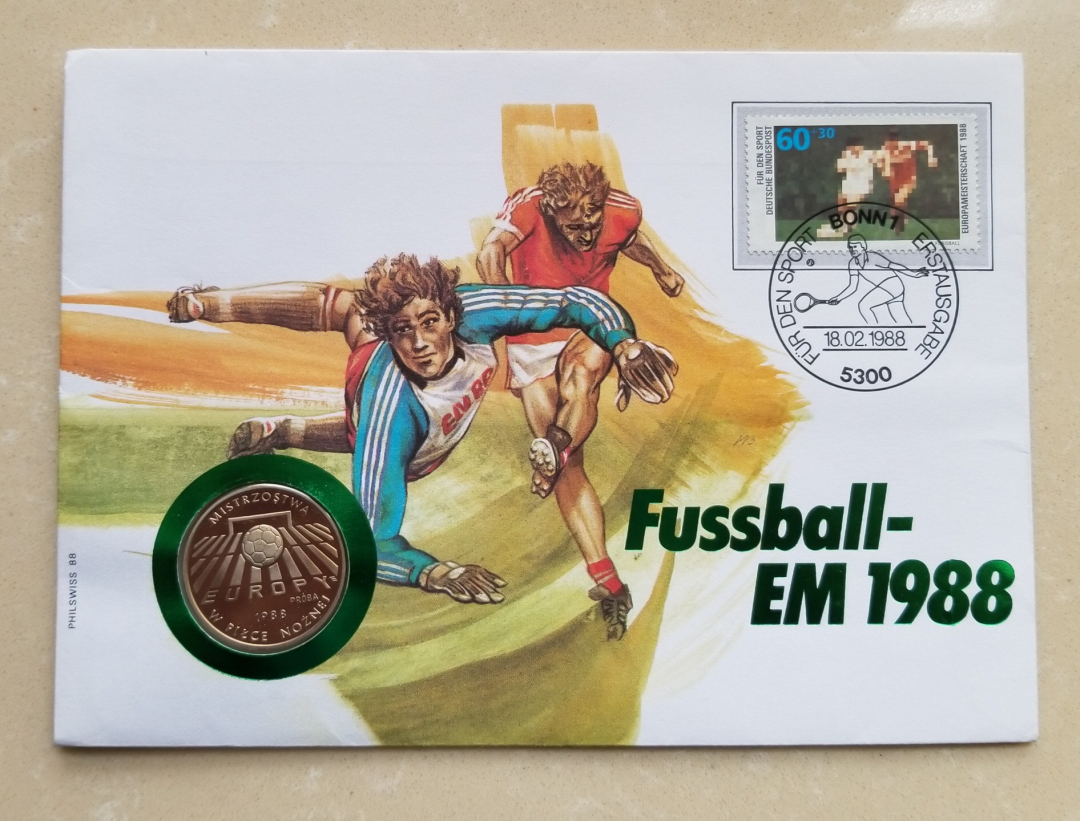 FÜR DEN SPORT
DEUTSCHE BUNDESPOST
60+30
EUROPAMEISTERSCHAFT 1988
BONN 1
FÜR DEN SPORT
ERSTAUSGABE
18.02.1988
5300
Fussball-
EM 1988
MISTRZOSTWA
EUROPY
PRÓBA
1988
W PIŁCE NOŻNEJ
PHILSWISS 88